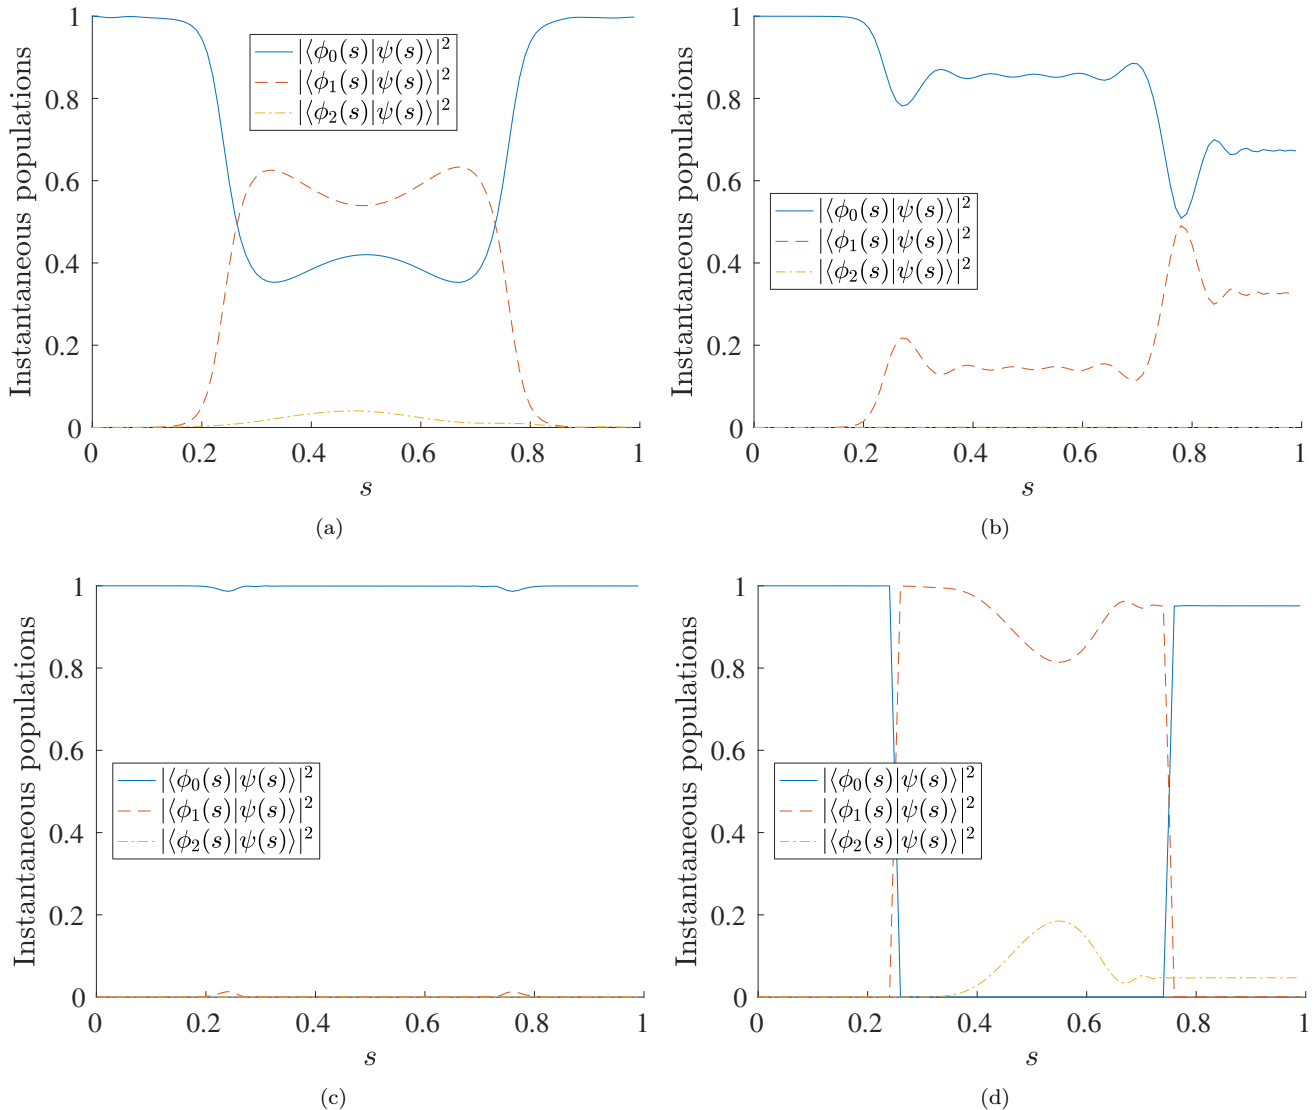 Instantaneous populations
1
0.8
0.6
0.4
0.2
0
0 0.2 0.4 0.6 0.8 1
s
|⟨ϕ₀(s)|ψ(s)⟩|²
|⟨ϕ₁(s)|ψ(s)⟩|²
|⟨ϕ₂(s)|ψ(s)⟩|²
(a)
Instantaneous populations
1
0.8
0.6
0.4
0.2
0
0 0.2 0.4 0.6 0.8 1
s
|⟨ϕ₀(s)|ψ(s)⟩|²
|⟨ϕ₁(s)|ψ(s)⟩|²
|⟨ϕ₂(s)|ψ(s)⟩|²
(b)
Instantaneous populations
1
0.8
0.6
0.4
0.2
0
0 0.2 0.4 0.6 0.8 1
s
|⟨ϕ₀(s)|ψ(s)⟩|²
|⟨ϕ₁(s)|ψ(s)⟩|²
|⟨ϕ₂(s)|ψ(s)⟩|²
(c)
Instantaneous populations
1
0.8
0.6
0.4
0.2
0
0 0.2 0.4 0.6 0.8 1
s
|⟨ϕ₀(s)|ψ(s)⟩|²
|⟨ϕ₁(s)|ψ(s)⟩|²
|⟨ϕ₂(s)|ψ(s)⟩|²
(d)